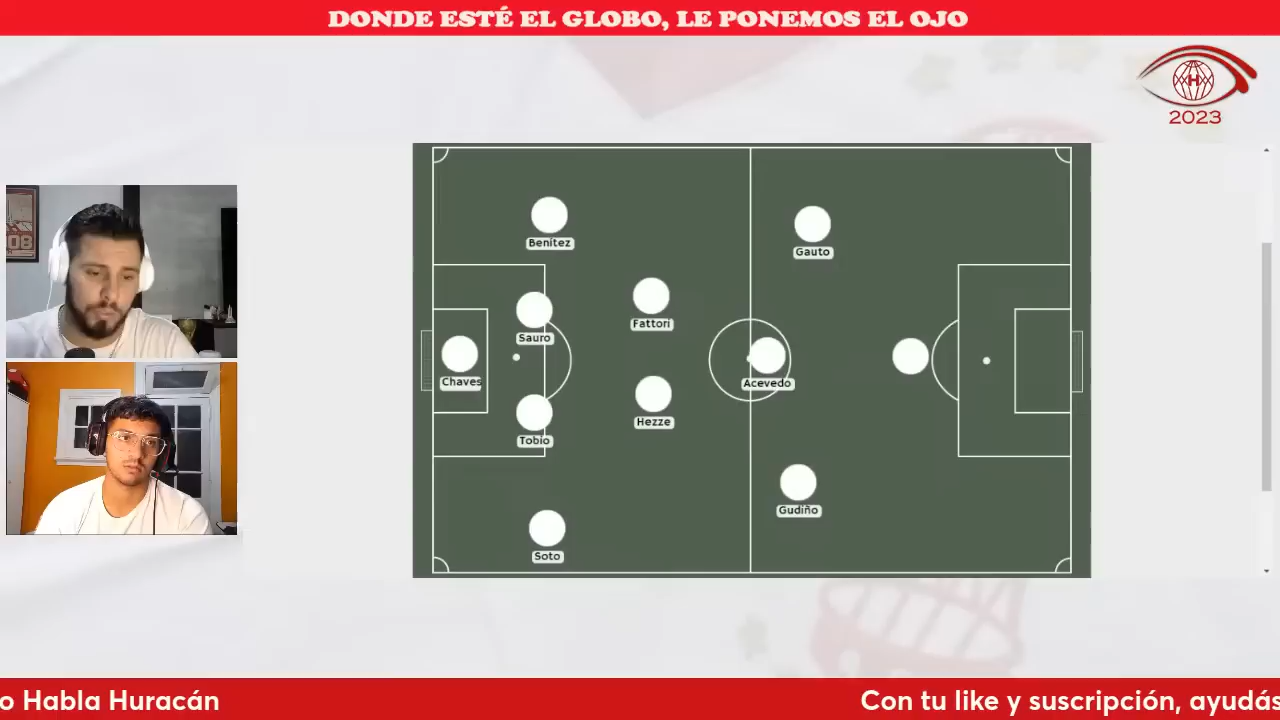 DONDE ESTÉ EL GLOBO, LE PONEMOS EL OJO
H
2023
Benítez
Gauto
Sauro
Fattori
Chaves
Acevedo
Tobio
Hezze
Gudiño
Soto
o Habla Huracán
Con tu like y suscripción, ayudás